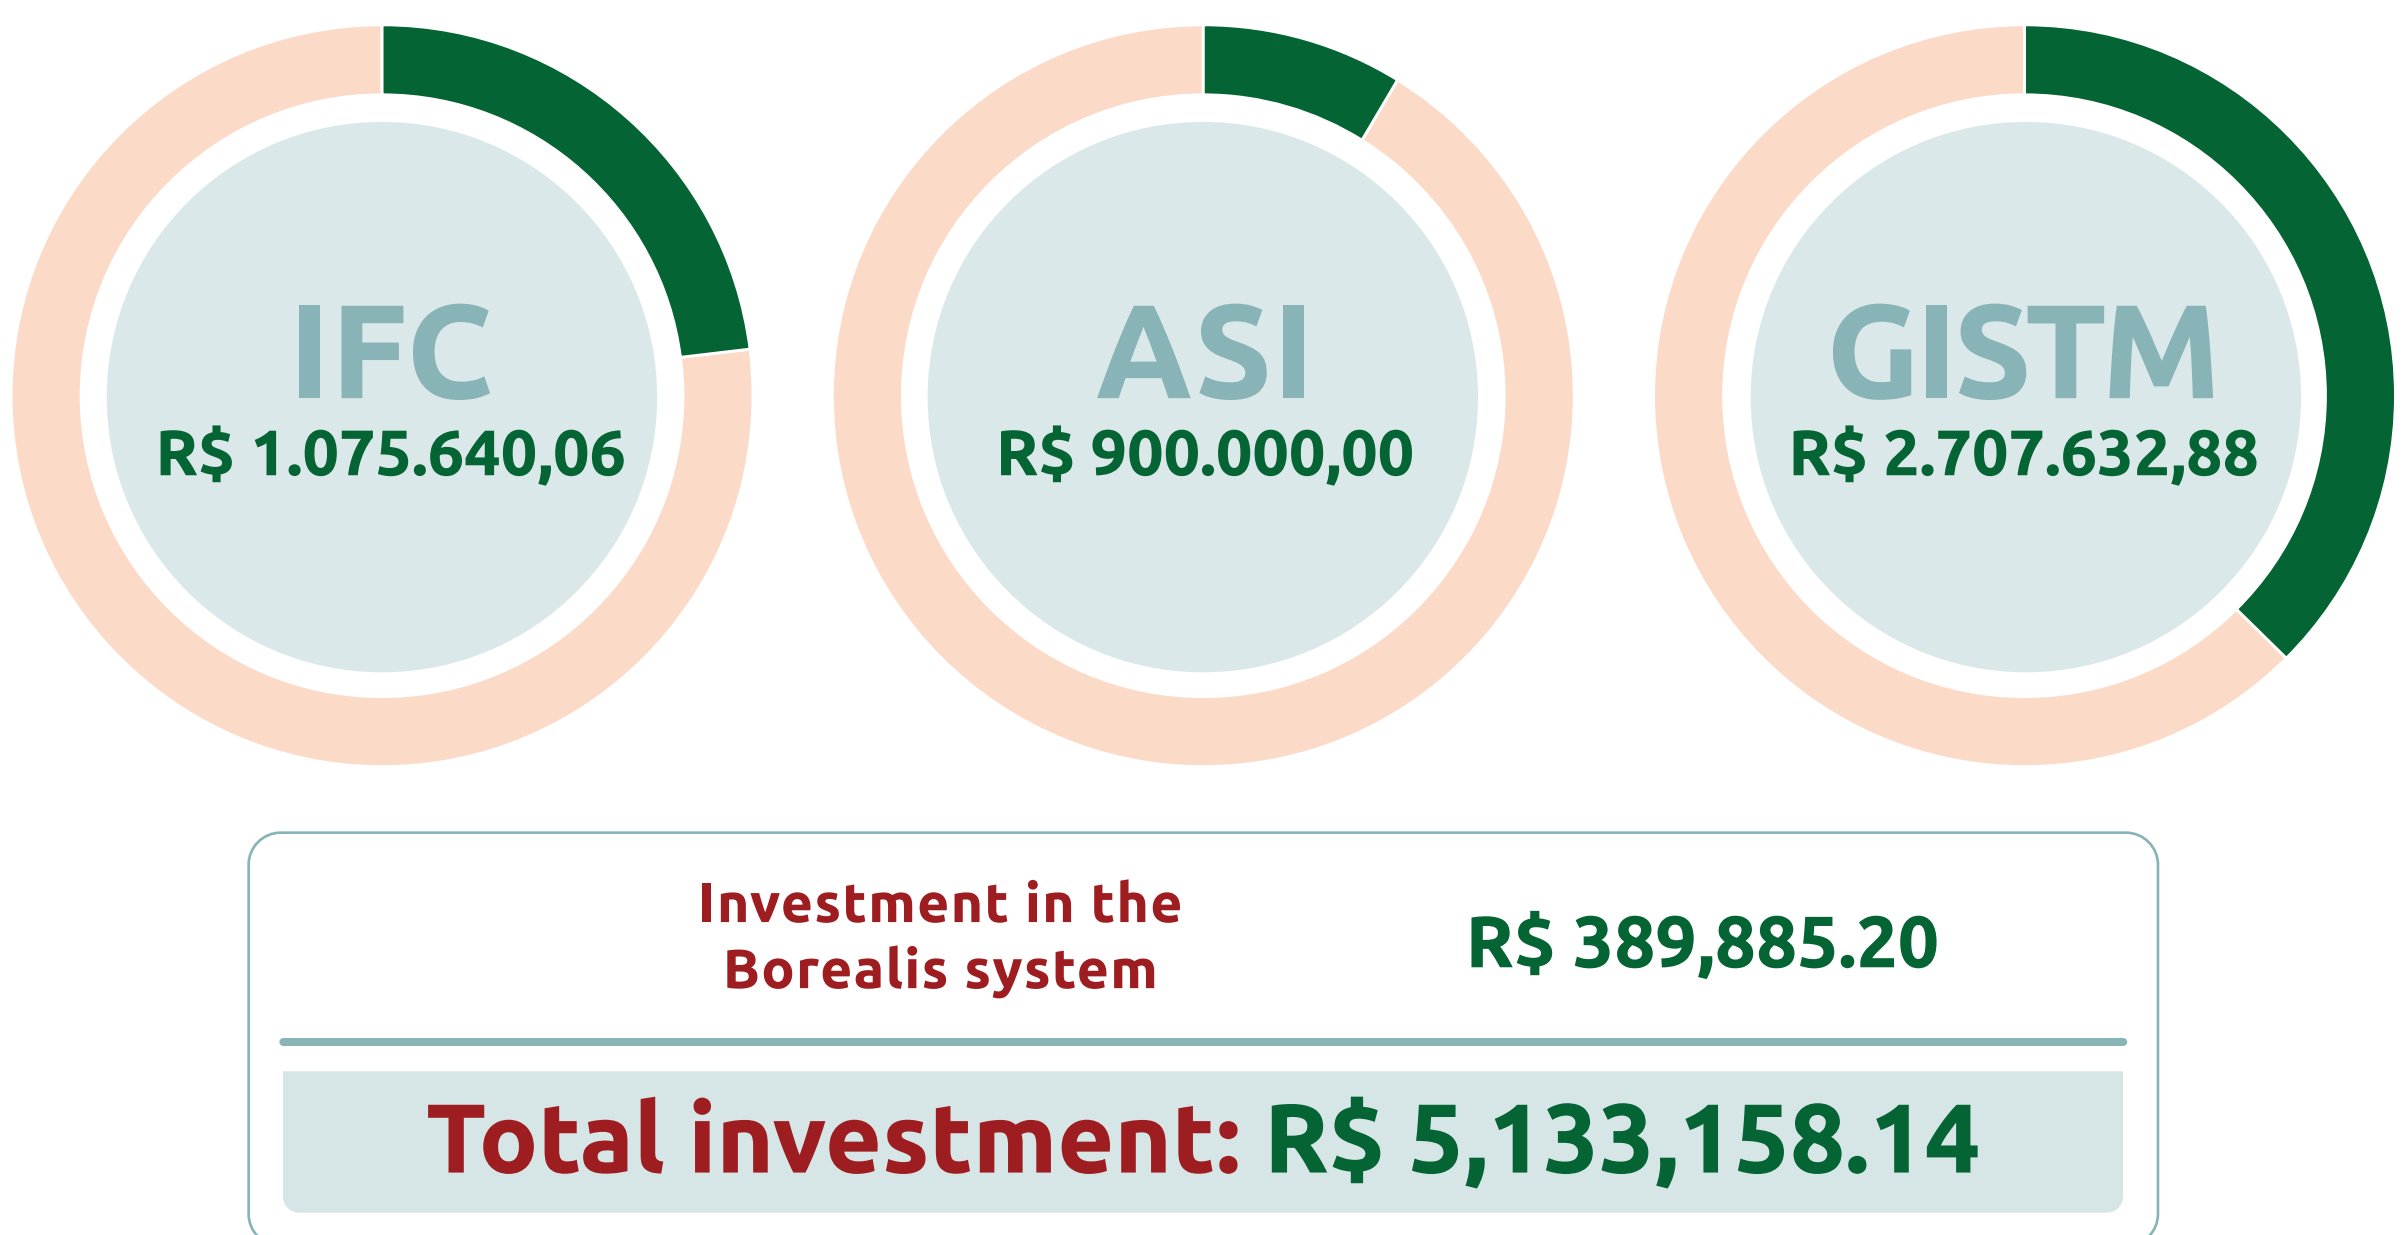 IFC
R$ 1.075.640,06
ASI
R$ 900.000,00
GISTM
R$ 2.707.632,88
Investment in the
Borealis system
R$ 389,885.20
Total investment: R$ 5,133,158.14